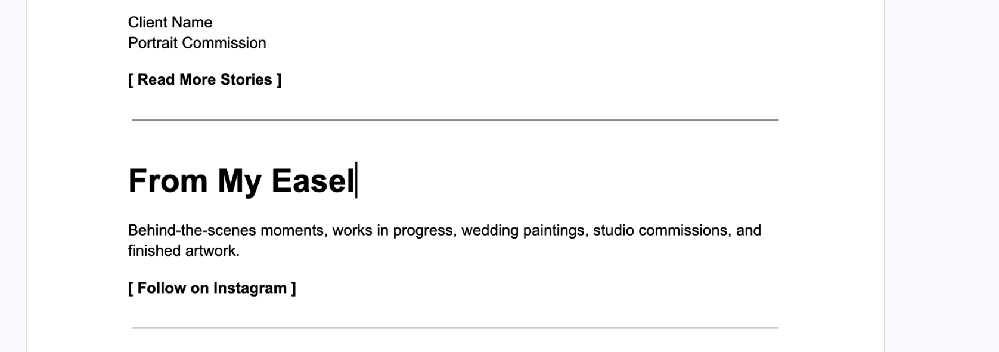 Client Name
Portrait Commission
[ Read More Stories ]
From My Easel
Behind-the-scenes moments, works in progress, wedding paintings, studio commissions, and
finished artwork.
[ Follow on Instagram ]